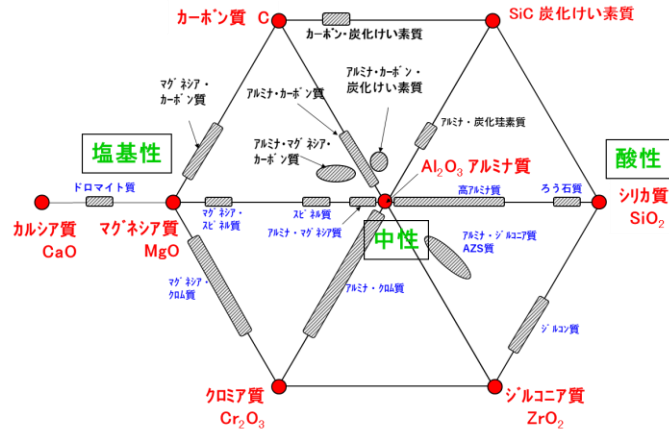 カーボン質 C
SiC 炭化けい素質
カーボン・炭化けい素質
マグネシア・
カーボン質
アルミナ・カーボン質
アルミナ・カーボン・
炭化けい素質
アルミナ・炭化珪素質
アルミナ・マグネシア・
カーボン質
塩基性
酸性
Al₂O₃ アルミナ質
ドロマイト質
高アルミナ質
ろう石質
カルシア質
CaO
マグネシア質
MgO
マグネシア・
スピネル質
スピネル質
アルミナ・マグネシア質
中性
シリカ質
SiO₂
アルミナ・ジルコニア質
AZS質
マグネシア・
クロム質
アルミナ・クロム質
ジルコン質
クロミア質
Cr₂O₃
ジルコニア質
ZrO₂